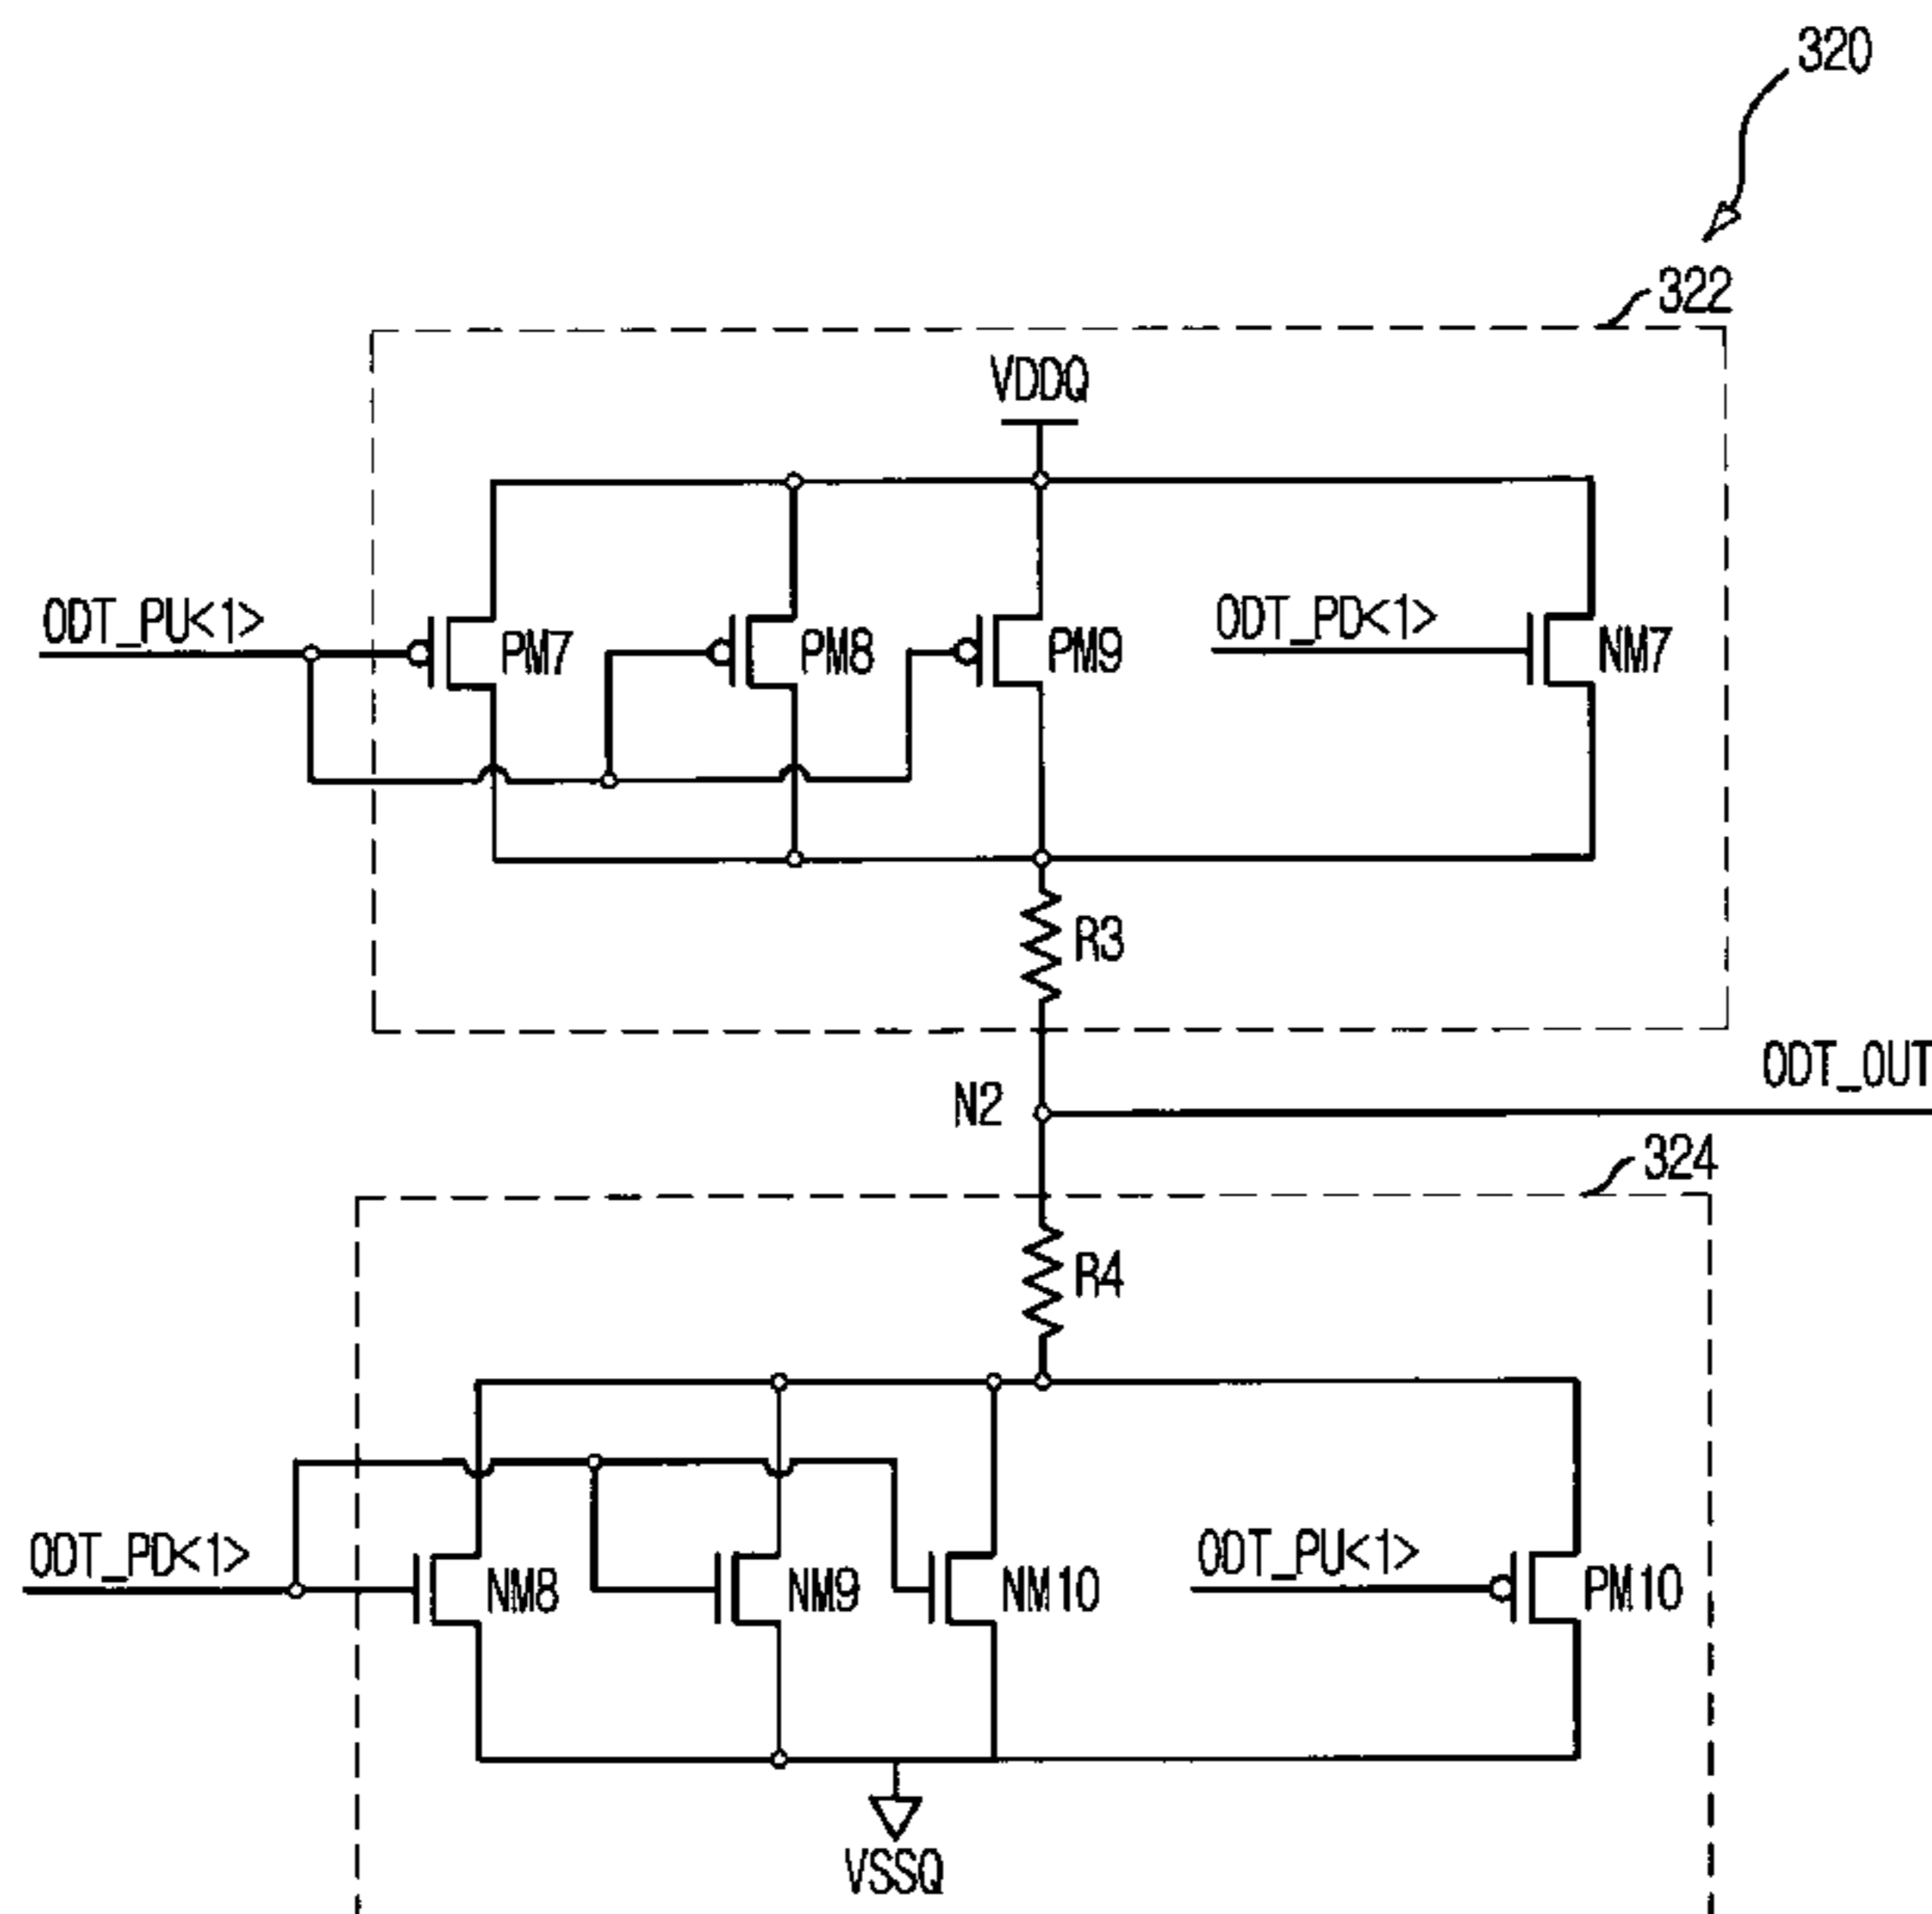 320
322
VDDQ
ODT_PU<1>
PM7
PM8
PM9
ODT_PD<1>
NM7
R3
N2
ODT_OUT
324
R4
ODT_PD<1>
NM8
NM9
NM10
ODT_PU<1>
PM10
VSSQ